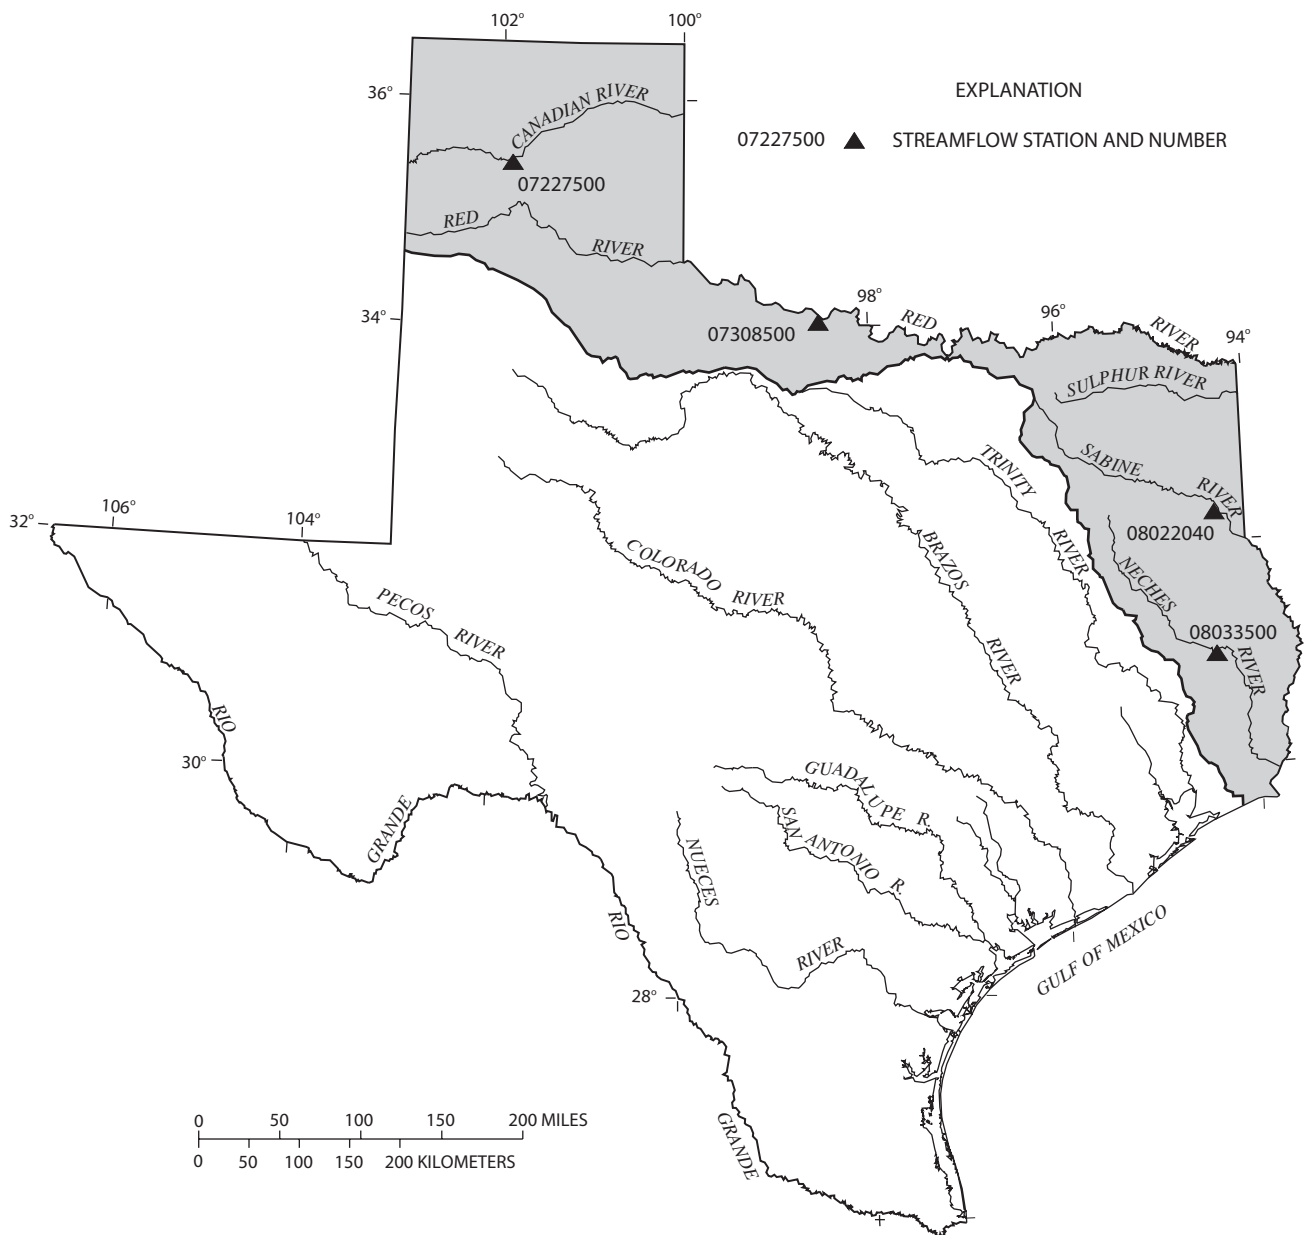 102°
100°
36°
EXPLANATION
CANADIAN RIVER
07227500 STREAMFLOW STATION AND NUMBER
07227500
RED
RIVER
98°
96°
34°
07308500
RED
RIVER
94°
SULPHUR RIVER
SABINE
RIVER
TRINITY
RIVER
106°
104°
32°
08022040
BRAZOS
RIVER
COLORADO
RIVER
NECHES
RIVER
PECOS
RIVER
08033500
RIO
GRANDE
30°
GUADALUPE R.
SAN ANTONIO R.
NUECES
RIVER
RIO
GULF OF MEXICO
28°
GRANDE
0 50 100 150 200 MILES
0 50 100 150 200 KILOMETERS